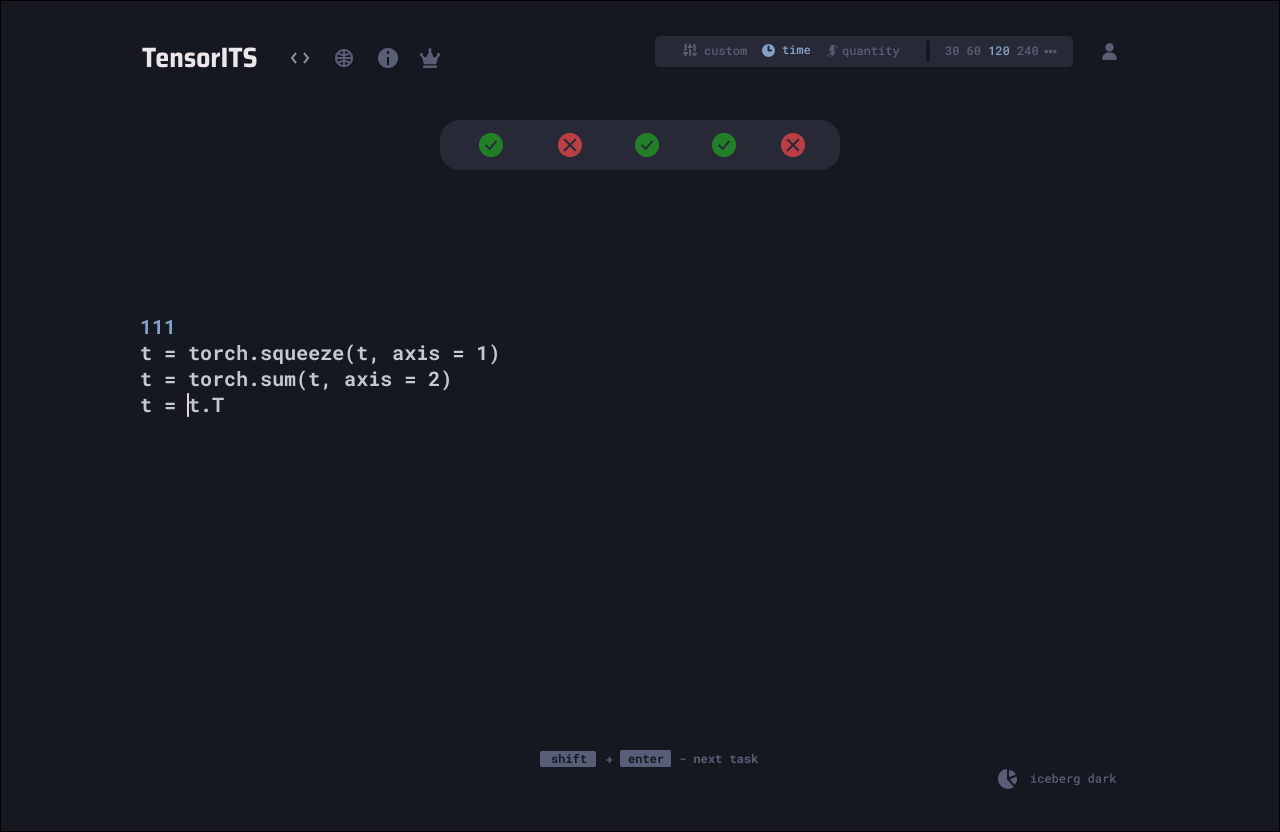 TensorITS
custom time quantity 30 60 120 240
111
t = torch.squeeze(t, axis = 1)
t = torch.sum(t, axis = 2)
t = t.T
shift + enter - next task
iceberg dark